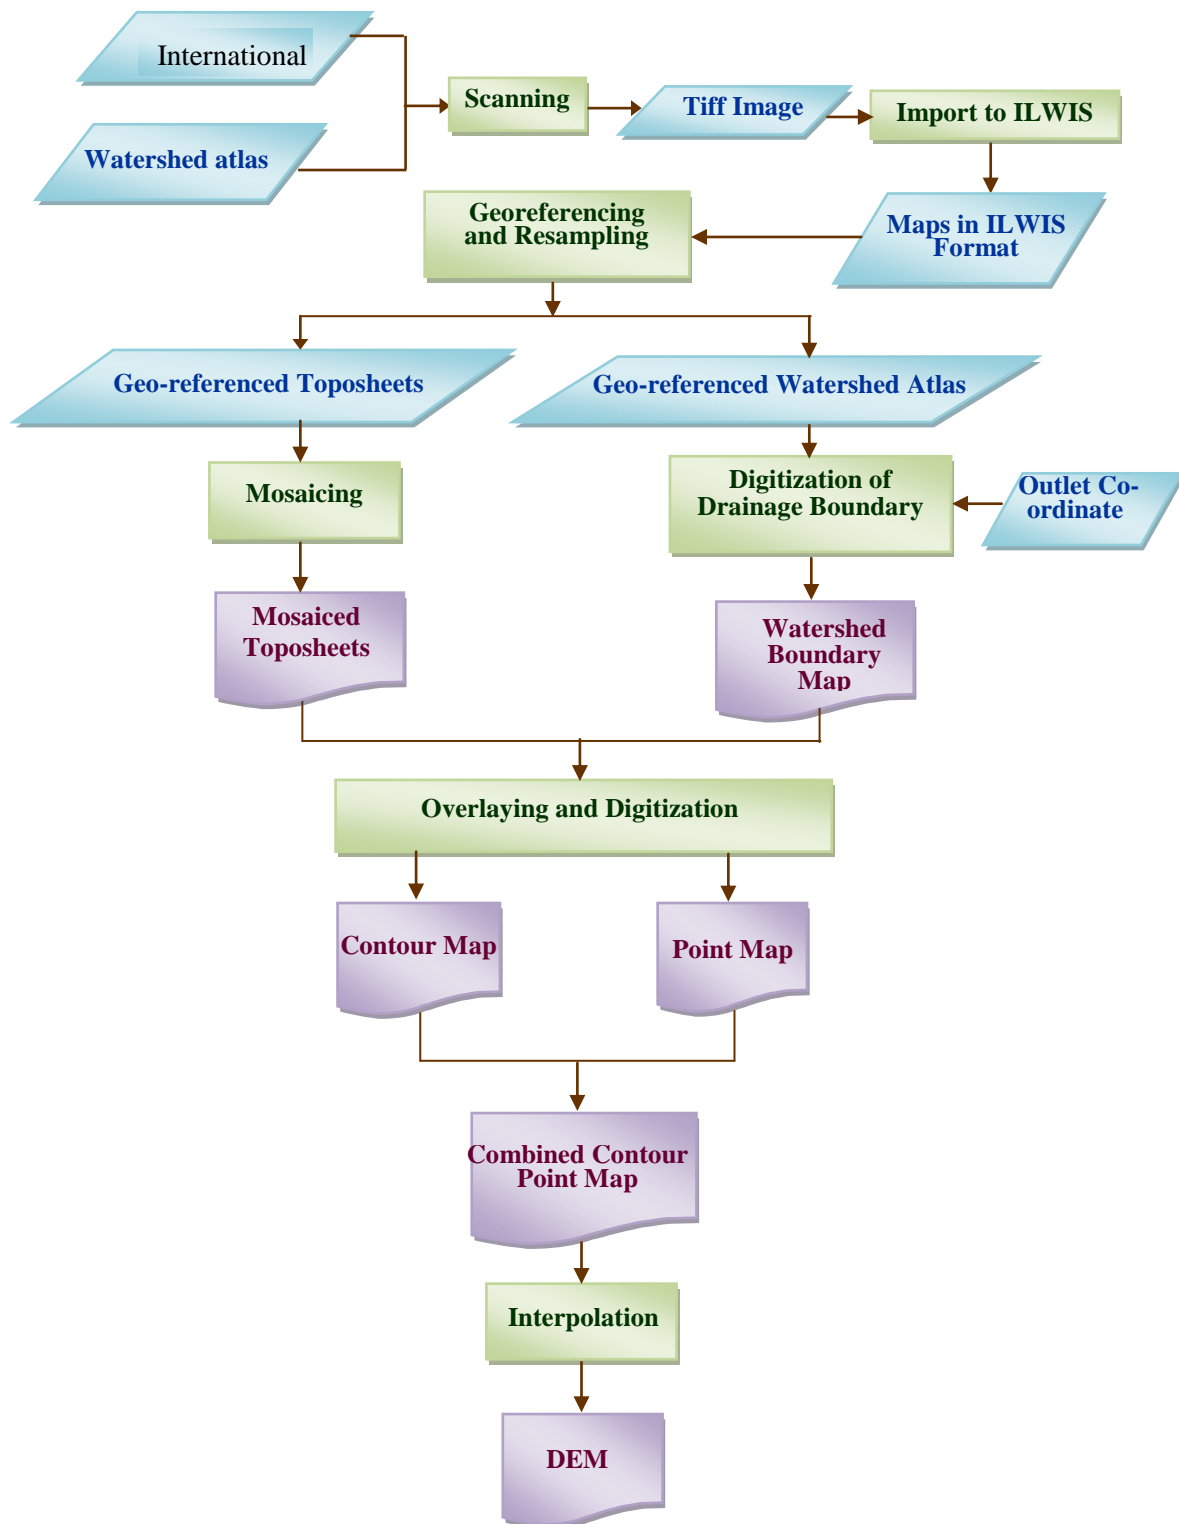 International
Watershed atlas
Scanning
Tiff Image
Import to ILWIS
Maps in ILWIS
Format
Georeferencing
and Resampling
Geo-referenced Toposheets
Geo-referenced Watershed Atlas
Mosaicing
Digitization of
Drainage Boundary
Outlet Co-
ordinate
Mosaiced
Toposheets
Watershed
Boundary
Map
Overlaying and Digitization
Contour Map
Point Map
Combined Contour
Point Map
Interpolation
DEM